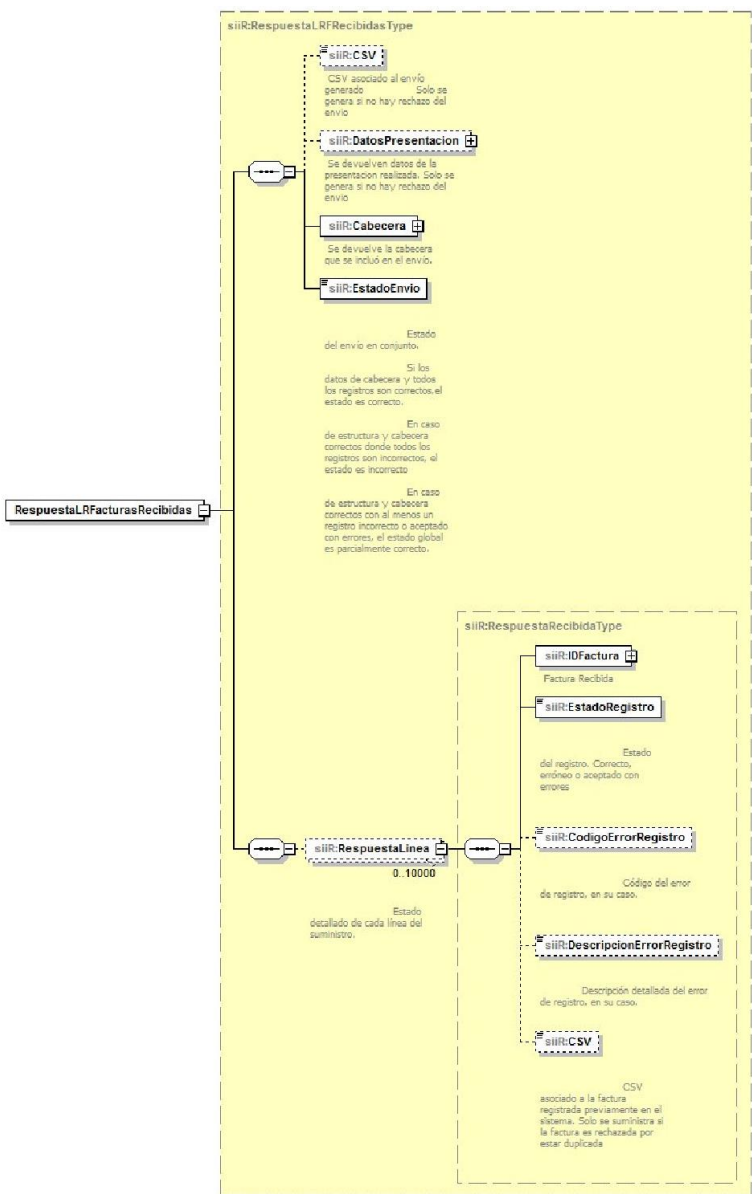 siiR:RespuestaLRFRecibidasType
siiR:CSV
CSV asociado al envío
generado Solo se
genera si no hay rechazo del
envio
siiR:DatosPresentacion
Se devuelven datos de la
presentacion realizada. Solo se
genera si no hay rechazo del
envio
siiR:Cabecera
Se devuelve la cabecera
que se incluó en el envío.
siiR:EstadoEnvio
Estado
del envío en conjunto.
Si los
datos de cabecera y todos
los registros son correctos,el
estado es correcto.
En caso
de estructura y cabecera
correctos donde todos los
registros son incorrectos, el
estado es incorrecto
En caso
de estructura y cabecera
correctos con al menos un
registro incorrecto o aceptado
con errores, el estado global
es parcialmente correcto.
RespuestaLRFacturasRecibidas
siiR:RespuestaLinea
0..10000
Estado
detallado de cada línea del
suministro.
siiR:RespuestaRecibidaType
siiR:IDFactura
Factura Recibida
siiR:EstadoRegistro
Estado
del registro. Correcto,
erróneo o aceptado con
errores
siiR:CodigoErrorRegistro
Código del error
de registro, en su caso.
siiR:DescripcionErrorRegistro
Descripción detallada del error
de registro, en su caso.
siiR:CSV
CSV
asociado a la factura
registrada previamente en el
sistema. Solo se suministra si
la factura es rechazada por
estar duplicada